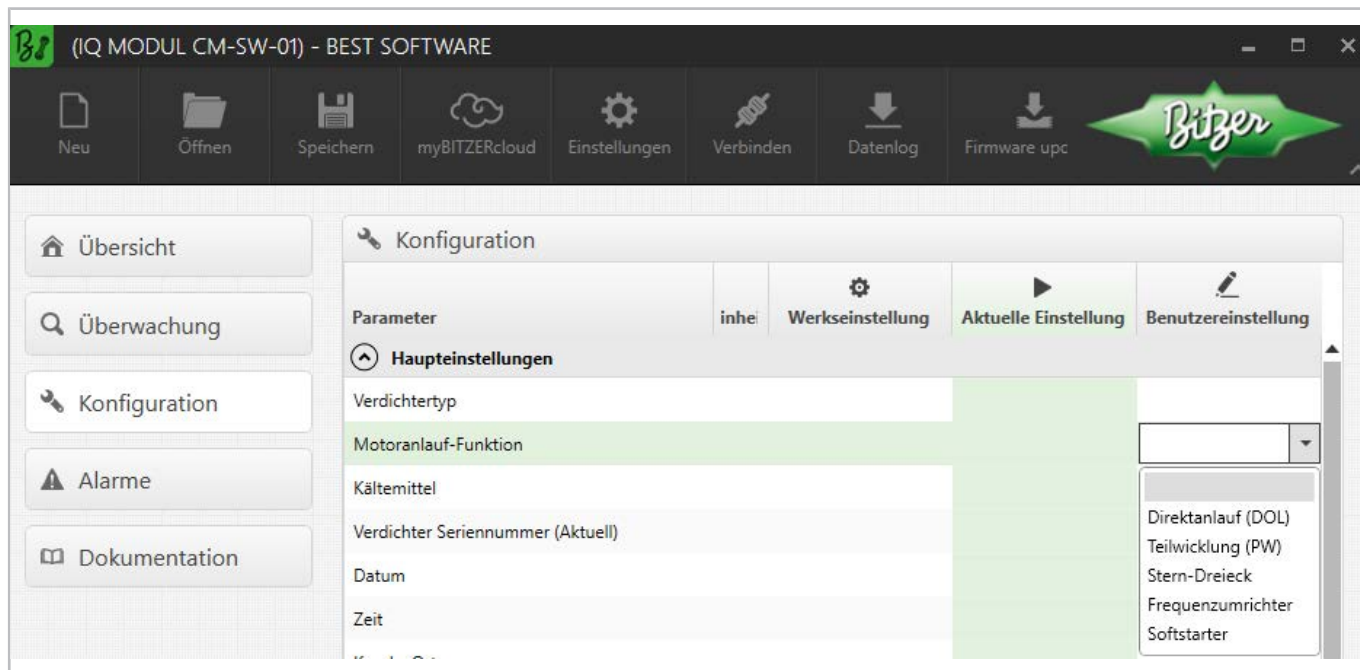 (IQ MODUL CM-SW-01) - BEST SOFTWARE
Neu Öffnen Speichern myBITZERcloud Einstellungen Verbinden Datenlog Firmware upc
Bitzer
Übersicht
Überwachung
Konfiguration
Alarme
Dokumentation
Konfiguration
Parameter inhei Werkseinstellung Aktuelle Einstellung Benutzereinstellung
Haupteinstellungen
Verdichtertyp
Motoranlauf-Funktion
Kältemittel
Verdichter Seriennummer (Aktuell)
Datum
Zeit
Direktanlauf (DOL)
Teilwicklung (PW)
Stern-Dreieck
Frequenzumrichter
Softstarter